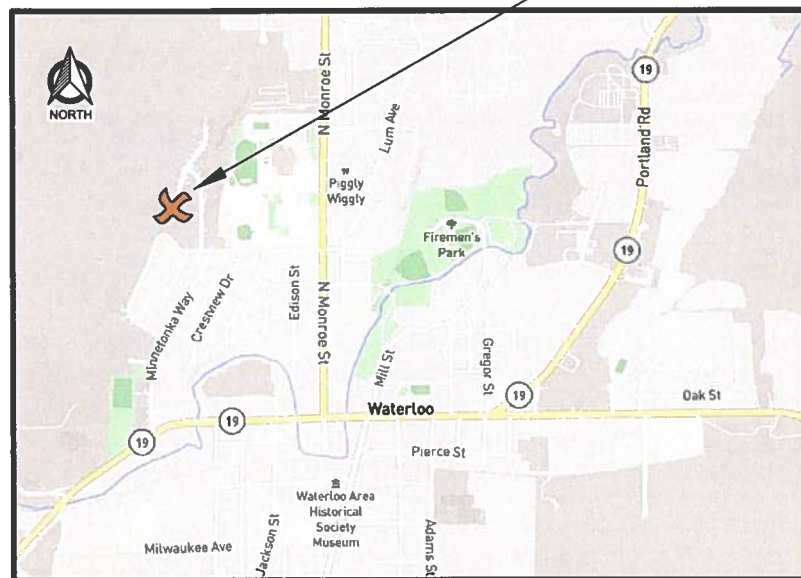 NORTH
N Monroe St
Lum Ave
Piggly
Wiggly
19
Portland Rd
Firemen's
Park
19
Minnetonka Way
Crestview Dr
Edison St
N Monroe St
Mill St
Gregor St
19
Oak St
Waterloo
19
19
Pierce St
Waterloo Area
Historical
Society
Museum
Milwaukee Ave
Jackson St
Adams St